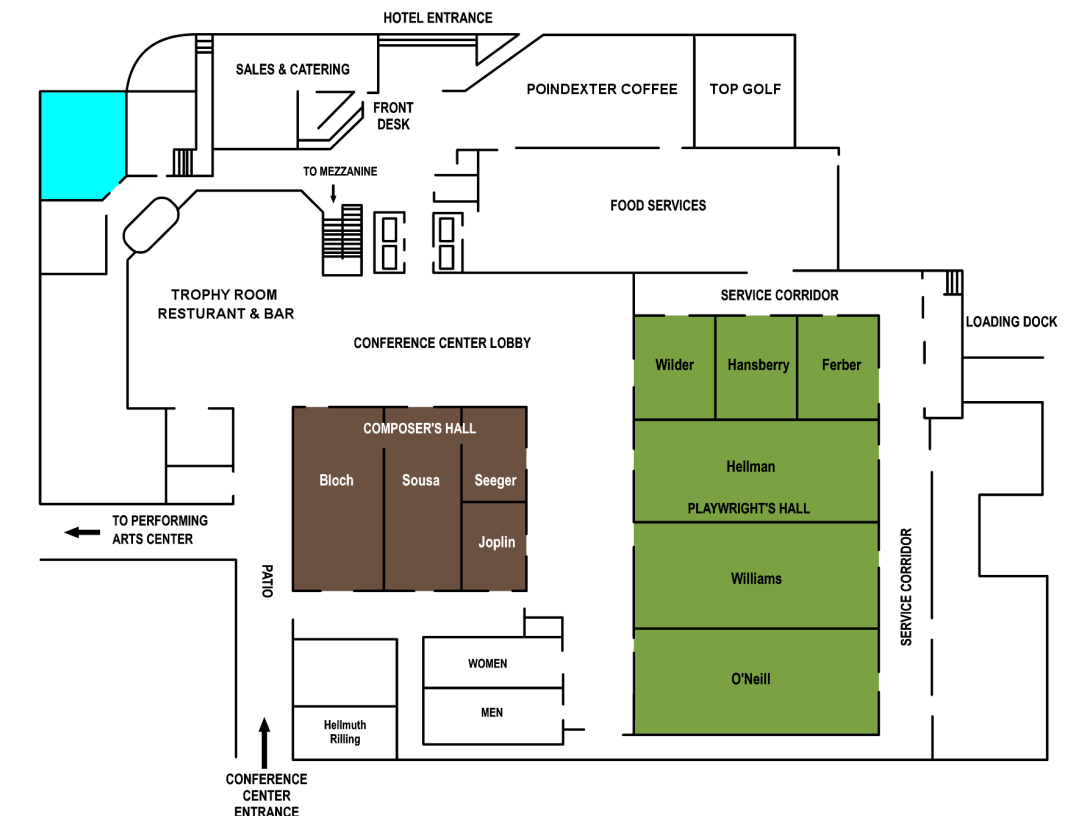 HOTEL ENTRANCE
SALES & CATERING
POINDEXTER COFFEE
TOP GOLF
FRONT
DESK
TO MEZZANINE
FOOD SERVICES
TROPHY ROOM
RESTURANT & BAR
SERVICE CORRIDOR
LOADING DOCK
CONFERENCE CENTER LOBBY
Wilder
Hansberry
Ferber
COMPOSER'S HALL
Bloch
Sousa
Seeger
Joplin
Hellman
PLAYWRIGHT'S HALL
TO PERFORMING
ARTS CENTER
PATIO
Williams
SERVICE CORRIDOR
WOMEN
MEN
O'Neill
Hellmuth
Rilling
CONFERENCE
CENTER
ENTRANCE